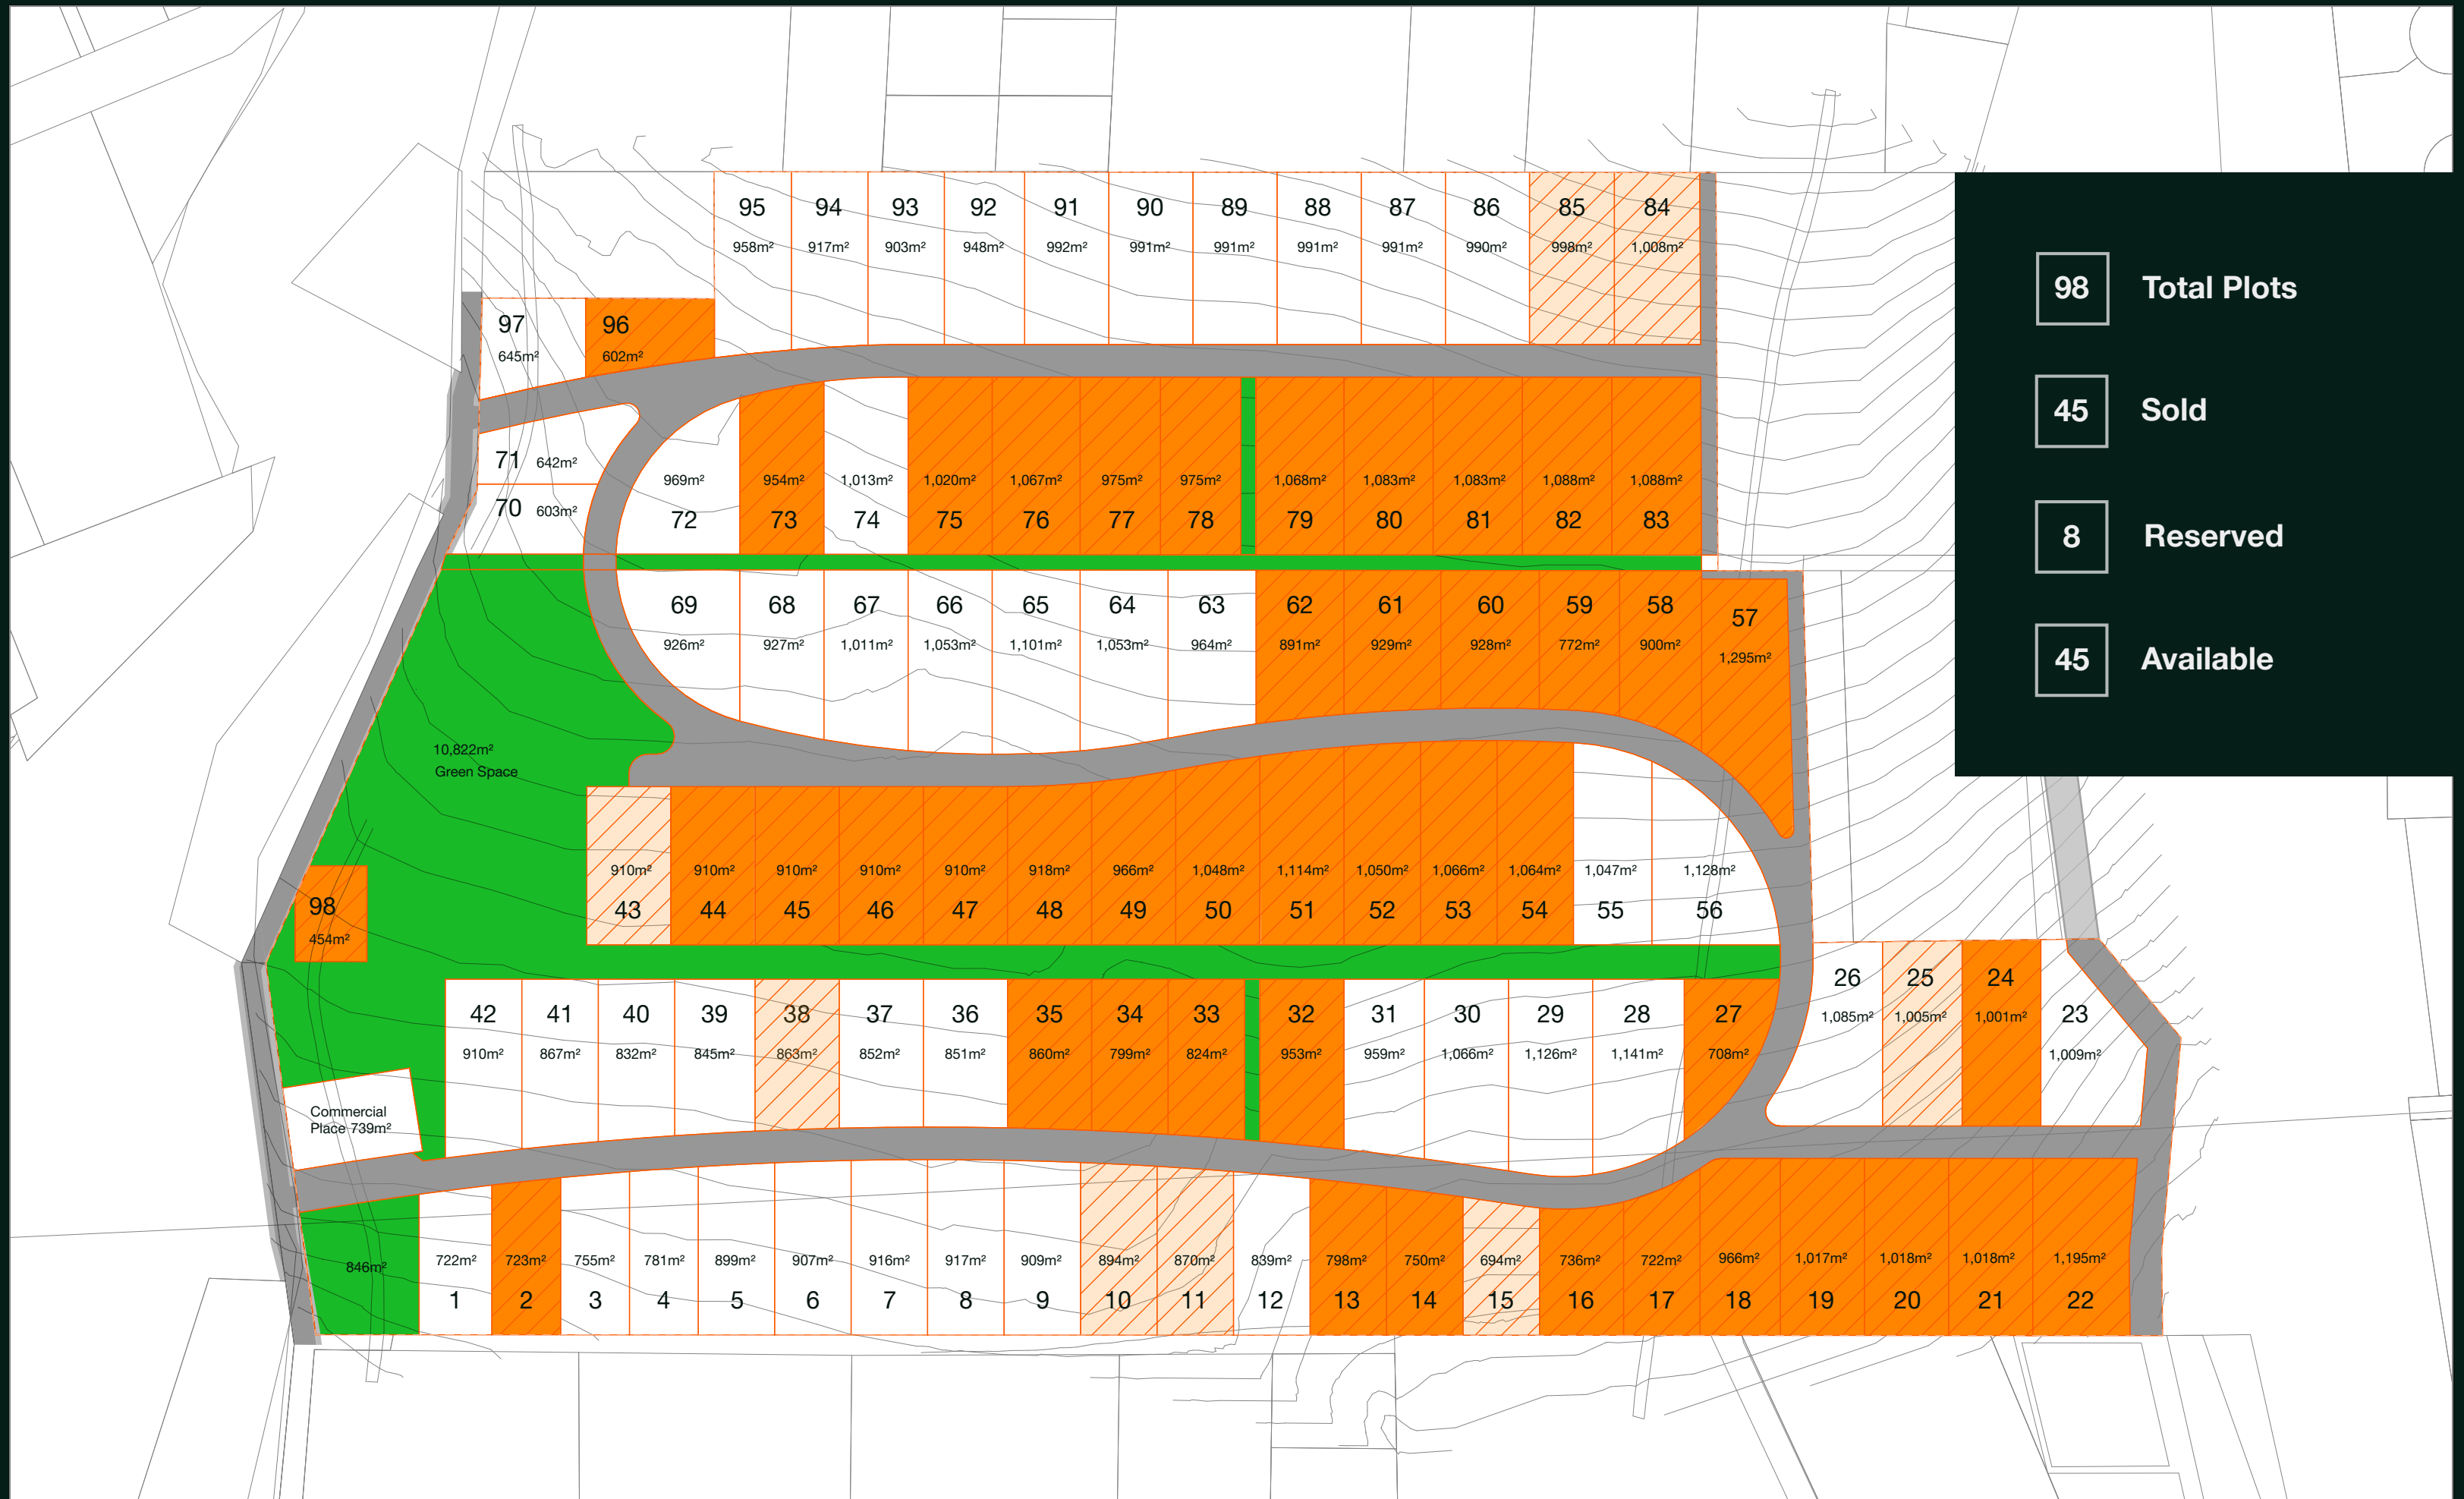 95 94 93 92 91 90 89 88 87 86 85 84
958m² 917m² 903m² 948m² 992m² 991m² 991m² 991m² 991m² 990m² 998m² 1,008m²
98 Total Plots
45 Sold
8 Reserved
45 Available
97 96
645m² 602m²
71 642m²
70 603m²
969m² 954m² 1,013m² 1,020m² 1,067m² 975m² 975m² 1,068m² 1,083m² 1,083m² 1,088m² 1,088m²
72 73 74 75 76 77 78 79 80 81 82 83
69 68 67 66 65 64 63 62 61 60 59 58 57
926m² 927m² 1,011m² 1,053m² 1,101m² 1,053m² 964m² 891m² 929m² 928m² 772m² 900m² 1,295m²
10,822m²
Green Space
910m² 910m² 910m² 910m² 910m² 918m² 966m² 1,048m² 1,114m² 1,050m² 1,066m² 1,064m² 1,047m² 1,128m²
43 44 45 46 47 48 49 50 51 52 53 54 55 56
98
454m²
26 25 24 23
1,085m² 1,005m² 1,001m² 1,009m²
42 41 40 39 38 37 36 35 34 33 32 31 30 29 28 27
910m² 867m² 832m² 845m² 863m² 852m² 851m² 860m² 799m² 824m² 953m² 959m² 1,066m² 1,126m² 1,141m² 708m²
Commercial
Place 739m²
846m²
722m² 723m² 755m² 781m² 899m² 907m² 916m² 917m² 909m² 894m² 870m² 839m² 798m² 750m² 694m² 736m² 722m² 966m² 1,017m² 1,018m² 1,018m² 1,195m²
1 2 3 4 5 6 7 8 9 10 11 12 13 14 15 16 17 18 19 20 21 22